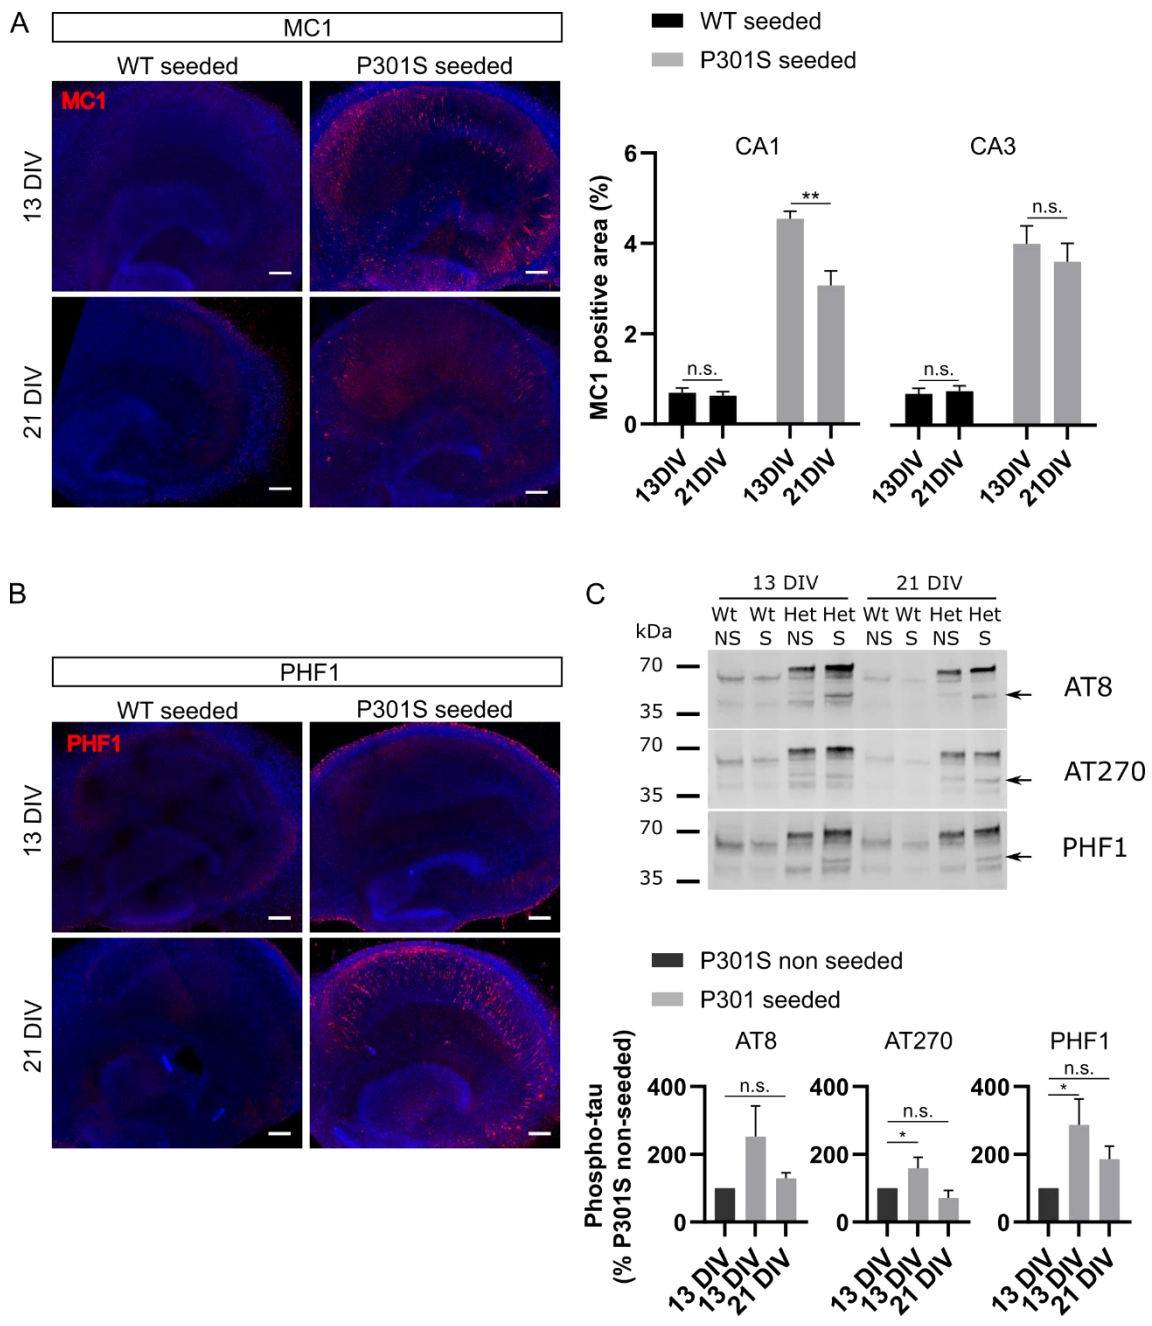 A
MC1
WT seeded
P301S seeded
MC1
13 DIV
21 DIV
WT seeded
P301S seeded
CA1
CA3
MC1 positive area (%)
6
4
2
0
n.s.
**
n.s.
n.s.
13DIV
21DIV
13DIV
21DIV
13DIV
21DIV
13DIV
21DIV
B
PHF1
WT seeded
P301S seeded
PHF1
13 DIV
21 DIV
C
13 DIV
21 DIV
Wt Wt Het Het Wt Wt Het Het
kDa
NS S NS S NS S NS S
70
35
AT8
70
35
AT270
70
35
PHF1
P301S non seeded
P301 seeded
Phospho-tau
(% P301S non-seeded)
AT8
400
200
0
n.s.
13 DIV
13 DIV
21 DIV
AT270
400
200
0
n.s.
*
13 DIV
13 DIV
21 DIV
PHF1
400
200
0
n.s.
*
13 DIV
13 DIV
21 DIV